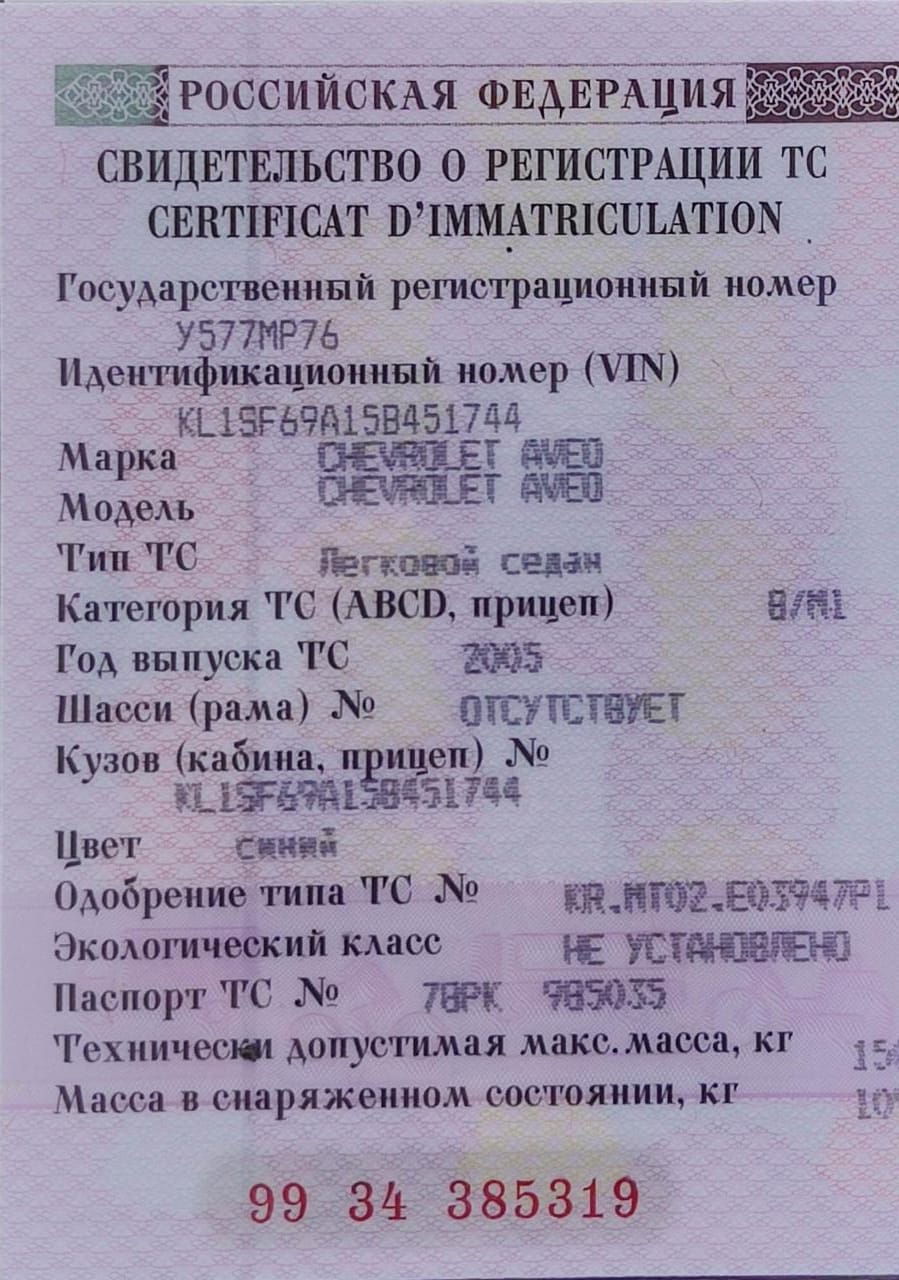 РОССИЙСКАЯ ФЕДЕРАЦИЯ
СВИДЕТЕЛЬСТВО О РЕГИСТРАЦИИ ТС
CERTIFICAT D'IMMATRICULATION
Государственный регистрационный номер
У577МР76
Идентификационный номер (VIN)
KL1SF69A15B451744
Марка CHEVROLET AVEO
Модель CHEVROLET AVEO
Тип ТС Легковой седан
Категория ТС (ABCD, прицеп) B/M1
Год выпуска ТС 2005
Шасси (рама) № ОТСУТСТВУЕТ
Кузов (кабина, прицеп) №
KL1SF69A15B451744
Цвет синий
Одобрение типа ТС № KR.MT02.E03947P1
Экологический класс НЕ УСТАНОВЛЕНО
Паспорт ТС № 78РК 985035
Технически допустимая макс.масса, кг
Масса в снаряженном состоянии, кг
99 34 385319